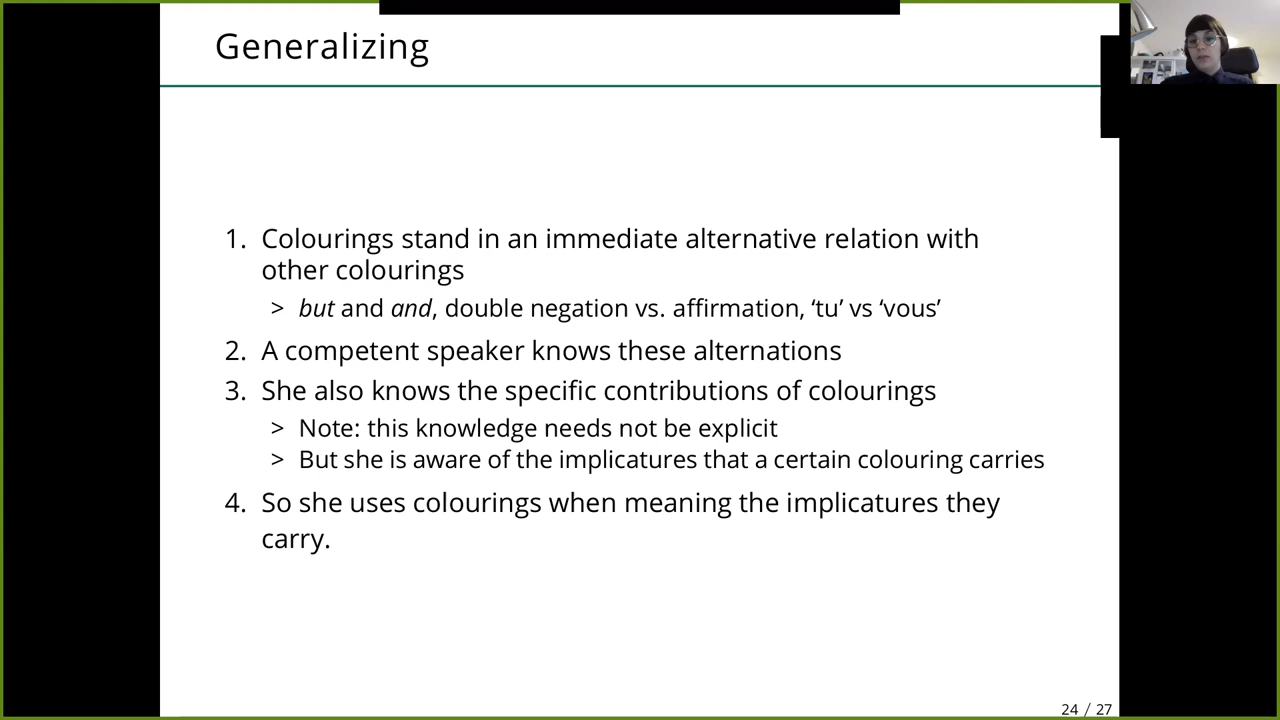 Generalizing
1. Colourings stand in an immediate alternative relation with
other colourings
> but and and, double negation vs. affirmation, ‘tu’ vs ‘vous’
2. A competent speaker knows these alternations
3. She also knows the specific contributions of colourings
> Note: this knowledge needs not be explicit
> But she is aware of the implicatures that a certain colouring carries
4. So she uses colourings when meaning the implicatures they
carry.
24 / 27